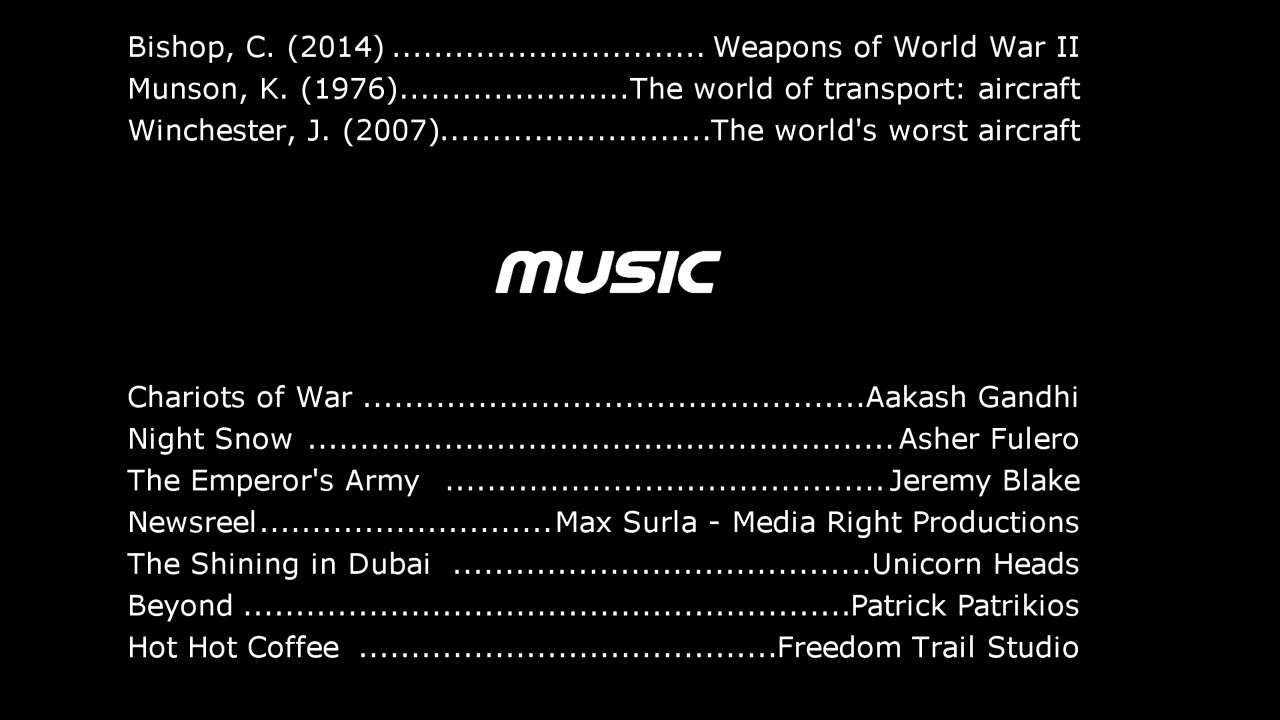 Bishop, C. (2014) .............................. Weapons of World War II
Munson, K. (1976)......................The world of transport: aircraft
Winchester, J. (2007)..........................The world's worst aircraft
MUSIC
Chariots of War ................................................Aakash Gandhi
Night Snow ........................................................ Asher Fulero
The Emperor's Army ..........................................Jeremy Blake
Newsreel............................Max Surla - Media Right Productions
The Shining in Dubai ........................................Unicorn Heads
Beyond ..........................................................Patrick Patrikios
Hot Hot Coffee ........................................Freedom Trail Studio